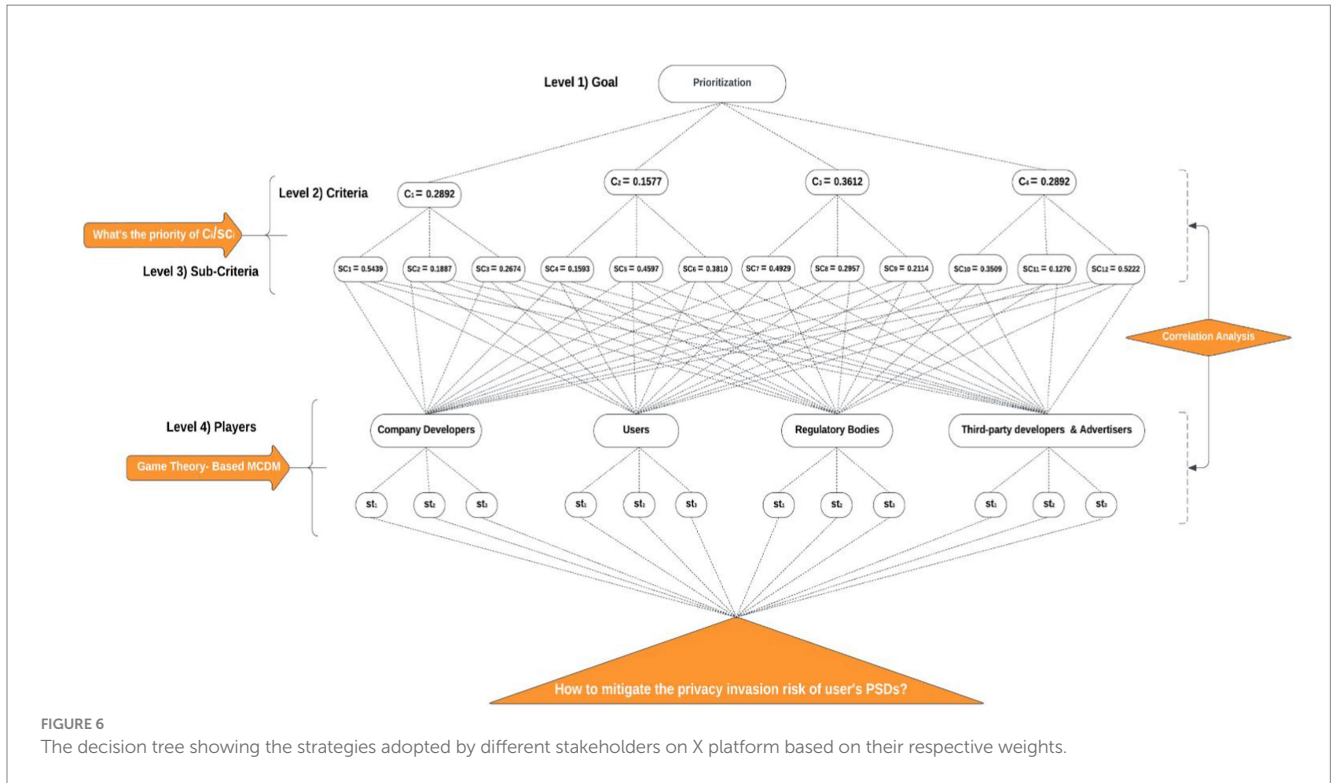 Level 1) Goal
Prioritization
Level 2) Criteria
C₁ = 0.2892
C₂ = 0.1577
C₃ = 0.3612
C₄ = 0.2892
What's the priority of Cᵢ/SCᵢ
Level 3) Sub-Criteria
SC₁ = 0.5439
SC₂ = 0.1887
SC₃ = 0.2674
SC₄ = 0.1593
SC₅ = 0.4597
SC₆ = 0.3810
SC₇ = 0.4929
SC₈ = 0.2957
SC₉ = 0.2114
SC₁₀ = 0.3509
SC₁₁ = 0.1270
SC₁₂ = 0.5222
Correlation Analysis
Level 4) Players
Company Developers
Users
Regulatory Bodies
Third-party developers & Advertisers
Game Theory- Based MCDM
st₁
st₂
st₃
st₁
st₂
st₃
st₁
st₂
st₃
st₁
st₂
st₃
How to mitigate the privacy invasion risk of user's PSDs?
FIGURE 6
The decision tree showing the strategies adopted by different stakeholders on X platform based on their respective weights.